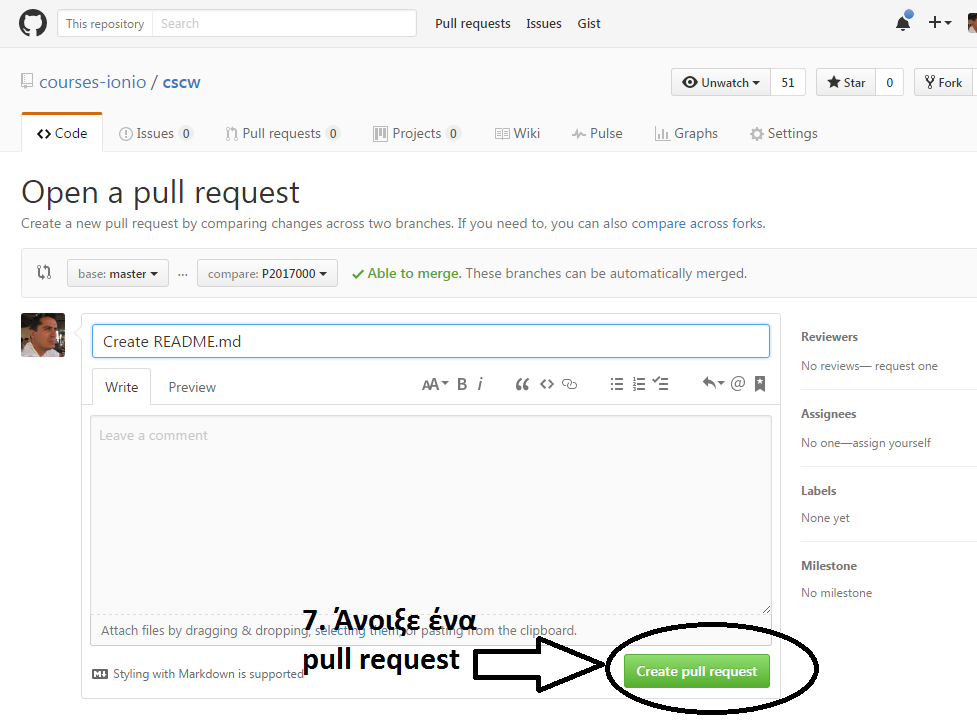 This repository Search Pull requests Issues Gist
courses-ionio / cscw Unwatch 51 Star 0 Fork
Code Issues 0 Pull requests 0 Projects 0 Wiki Pulse Graphs Settings
Open a pull request
Create a new pull request by comparing changes across two branches. If you need to, you can also compare across forks.
base: master ... compare: P2017000 ✓ Able to merge. These branches can be automatically merged.
Create README.md
Write Preview AA B i
Leave a comment
Attach files by dragging & dropping, selecting them, or pasting from the clipboard.
Styling with Markdown is supported
7. Άνοιξε ένα
pull request
Create pull request
Reviewers
No reviews— request one
Assignees
No one—assign yourself
Labels
None yet
Milestone
No milestone